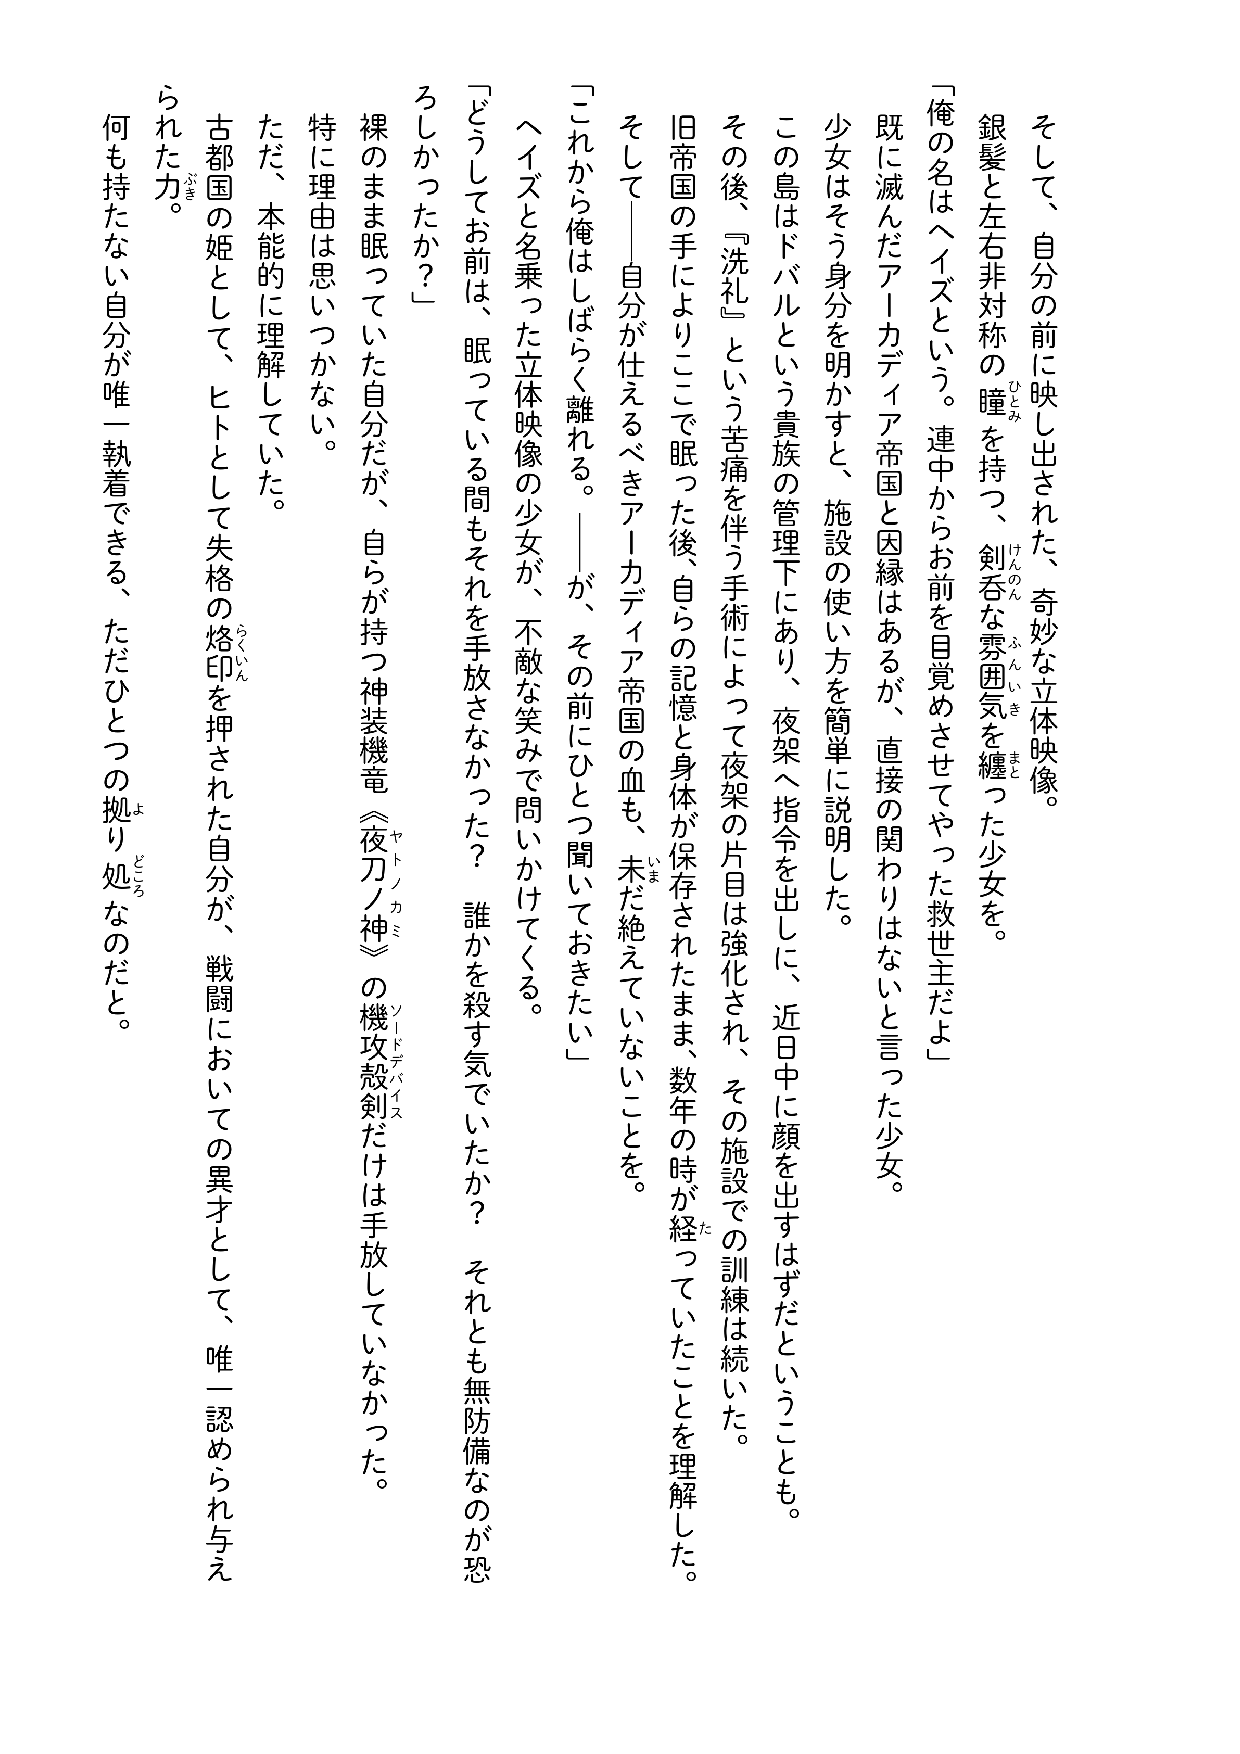 そして、自分の前に映し出された、奇妙な立体映像。
銀髪と左右非対称の瞳を持つ、剣呑な雰囲気を纏った少女を。
「俺の名はヘイズという。連中からお前を目覚めさせてやった救世主だよ」
既に滅んだアーカディア帝国と因縁はあるが、直接の関わりはないと言った少女。
少女はそう身分を明かすと、施設の使い方を簡単に説明した。
この島はドバルという貴族の管理下にあり、夜架へ指令を出しに、近日中に顔を出すはずだということも。
その後、『洗礼』という苦痛を伴う手術によって夜架の片目は強化され、その施設での訓練は続いた。
旧帝国の手によりここで眠った後、自らの記憶と身体が保存されたまま、数年の時が経っていたことを理解した。
そして――自分が仕えるべきアーカディア帝国の血も、未だ絶えていないことを。
「これから俺はしばらく離れる。――が、その前にひとつ聞いておきたい」
ヘイズと名乗った立体映像の少女が、不敵な笑みで問いかけてくる。
「どうしてお前は、眠っている間もそれを手放さなかった？　誰かを殺す気でいたか？　それとも無防備なのが恐
ろしかったか？」
裸のまま眠っていた自分だが、自らが持つ神装機竜《夜刀ノ神》の機攻殻剣だけは手放していなかった。
特に理由は思いつかない。
ただ、本能的に理解していた。
古都国の姫として、ヒトとして失格の烙印を押された自分が、戦闘においての異才として、唯一認められ与え
られた力。
何も持たない自分が唯一執着できる、ただひとつの拠り処なのだと。